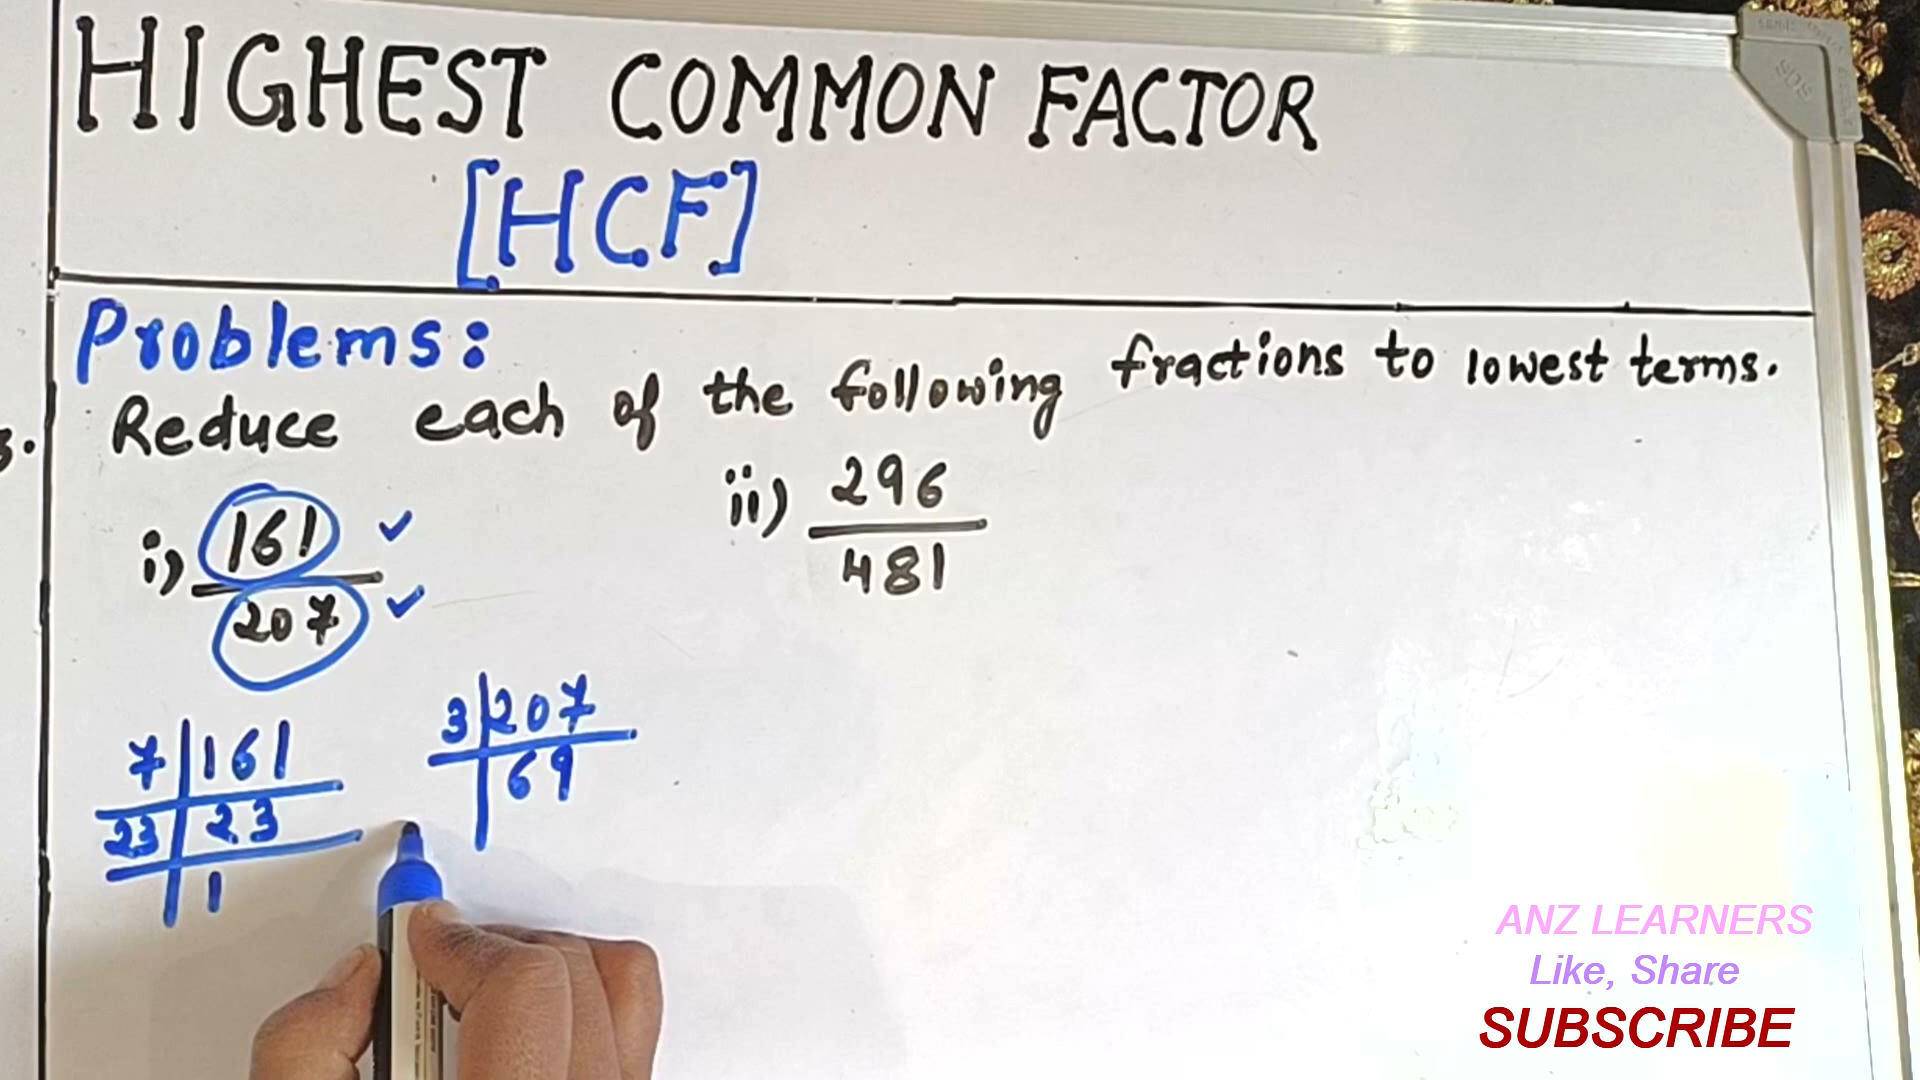 HIGHEST COMMON FACTOR
[HCF]
Problems:
3. Reduce each of the following fractions to lowest terms.
i) 161
207
ii) 296
481
7 161
23 23
1
3 207
69
ANZ LEARNERS
Like, Share
SUBSCRIBE